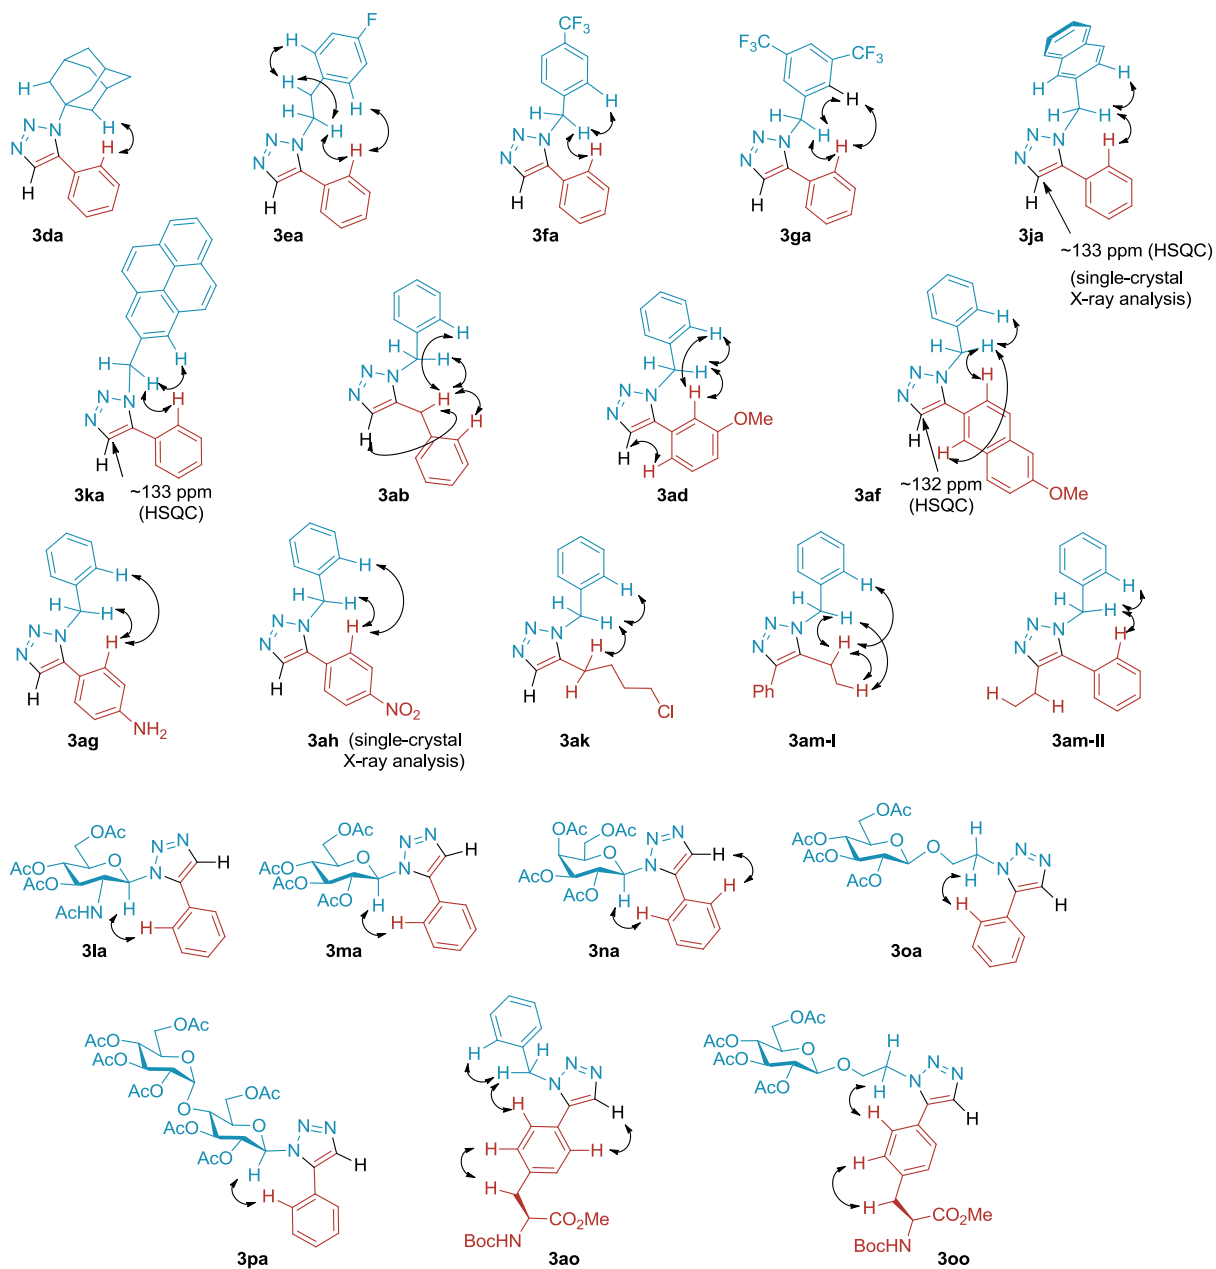 F
CF3
F3C CF3
H H H H H H H H H H H H H H H H H H
N N N N N N N N N N N N N N N
H H H H H
3da 3ea 3fa 3ga 3ja
~133 ppm (HSQC)
(single-crystal
X-ray analysis)
H H H H H H H H H H H H H H H
N N N N N N N N N N N N
OMe
H H H H H H
OMe
3ka 3ab 3ad 3af
~133 ppm
(HSQC)
~132 ppm
(HSQC)
H H H H H H H H H H H H H H H H H H
N N N N N N N N N N N N N N N
H H H H Ph H H H
NH2 NO2 Cl
3ag 3ah (single-crystal 3ak 3am-I 3am-II
X-ray analysis)
OAc N N OAc N N OAc OAc N N OAc H
AcO O N H AcO O N H O N H AcO O O N N N
AcO AcO AcO AcO H
AcHN H AcO H AcO H H AcO H H
H H H
3la 3ma 3na 3oa
OAc
AcO O
AcO
AcO OAc
O O N N N
AcO H
AcO H
H
3pa
H H N N
H N H
H
H H
H
CO2Me
BocHN
3ao
OAc H
AcO O O N N N
AcO
AcO H H
H
H
H
CO2Me
BocHN
3oo